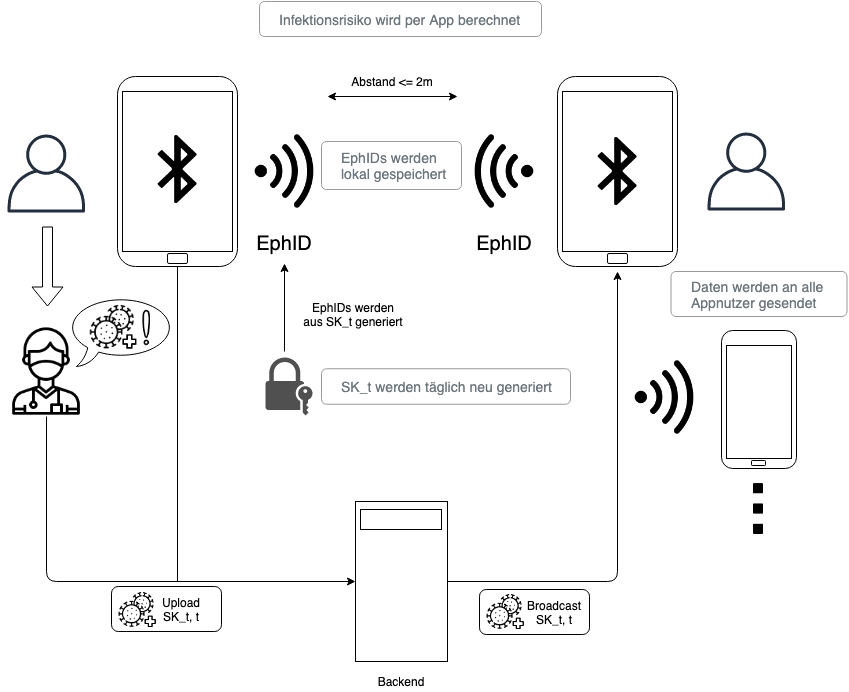 Infektionsrisiko wird per App berechnet
Abstand <= 2m
EphIDs werden
lokal gespeichert
EphID
EphID
Daten werden an alle
Appnutzer gesendet
EphIDs werden
aus SK_t generiert
SK_t werden täglich neu generiert
Upload
SK_t, t
Broadcast
SK_t, t
Backend